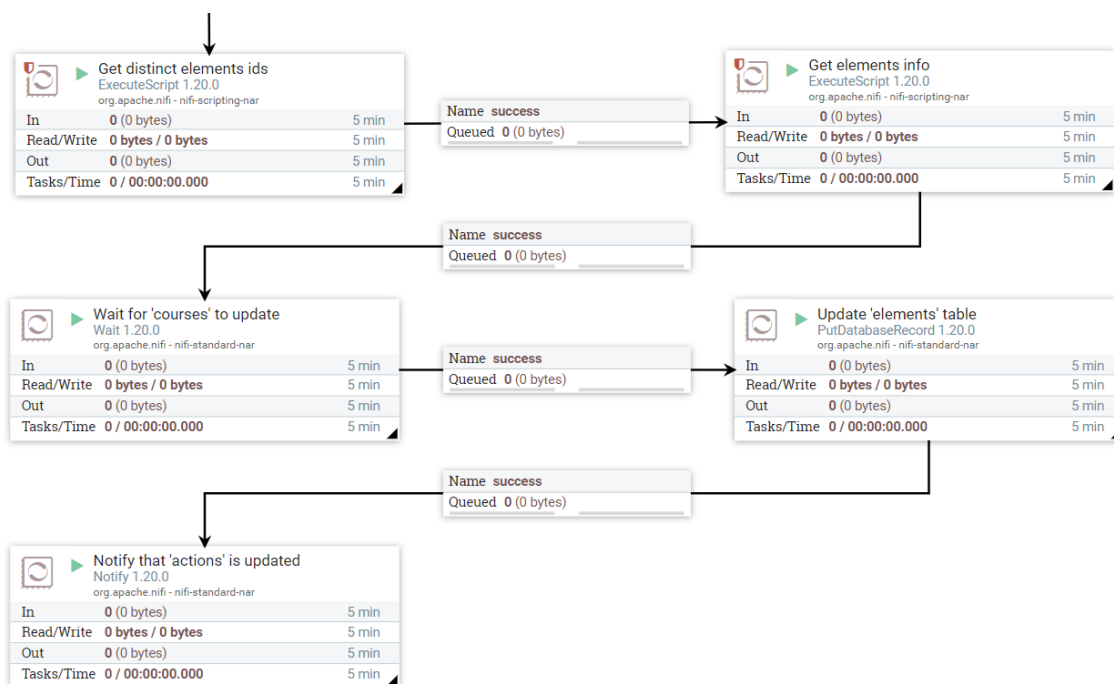 Get distinct elements ids
ExecuteScript 1.20.0
org.apache.nifi - nifi-scripting-nar
In 0 (0 bytes) 5 min
Read/Write 0 bytes / 0 bytes 5 min
Out 0 (0 bytes) 5 min
Tasks/Time 0 / 00:00:00.000 5 min
Name success
Queued 0 (0 bytes)
Get elements info
ExecuteScript 1.20.0
org.apache.nifi - nifi-scripting-nar
In 0 (0 bytes) 5 min
Read/Write 0 bytes / 0 bytes 5 min
Out 0 (0 bytes) 5 min
Tasks/Time 0 / 00:00:00.000 5 min
Name success
Queued 0 (0 bytes)
Wait for 'courses' to update
Wait 1.20.0
org.apache.nifi - nifi-standard-nar
In 0 (0 bytes) 5 min
Read/Write 0 bytes / 0 bytes 5 min
Out 0 (0 bytes) 5 min
Tasks/Time 0 / 00:00:00.000 5 min
Name success
Queued 0 (0 bytes)
Update 'elements' table
PutDatabaseRecord 1.20.0
org.apache.nifi - nifi-standard-nar
In 0 (0 bytes) 5 min
Read/Write 0 bytes / 0 bytes 5 min
Out 0 (0 bytes) 5 min
Tasks/Time 0 / 00:00:00.000 5 min
Name success
Queued 0 (0 bytes)
Notify that 'actions' is updated
Notify 1.20.0
org.apache.nifi - nifi-standard-nar
In 0 (0 bytes) 5 min
Read/Write 0 bytes / 0 bytes 5 min
Out 0 (0 bytes) 5 min
Tasks/Time 0 / 00:00:00.000 5 min